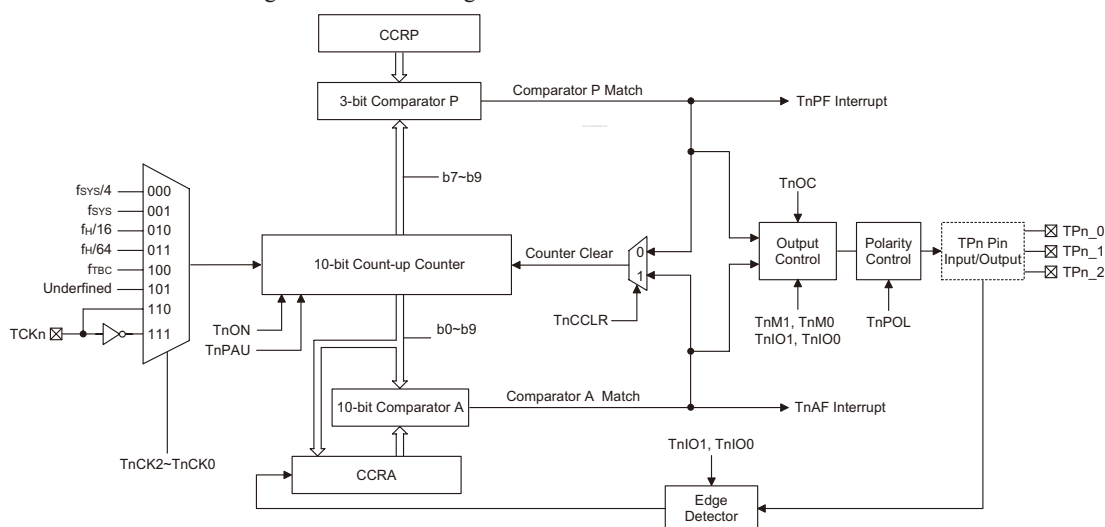 CCRP
3-bit Comparator P
Comparator P Match
TnPF Interrupt
b7~b9
fSYS/4
000
fSYS
001
fH/16
010
fH/64
011
fTBC
100
Undefined
101
110
TCKn
111
10-bit Count-up Counter
Counter Clear
0
1
TnOC
Output
Control
Polarity
Control
TPn Pin
Input/Output
TPn_0
TPn_1
TPn_2
TnON
TnPAU
b0~b9
TnCCLR
TnM1, TnM0
TnIO1, TnIO0
TnPOL
10-bit Comparator A
Comparator A Match
TnAF Interrupt
TnCK2~TnCK0
CCRA
TnIO1, TnIO0
Edge
Detector